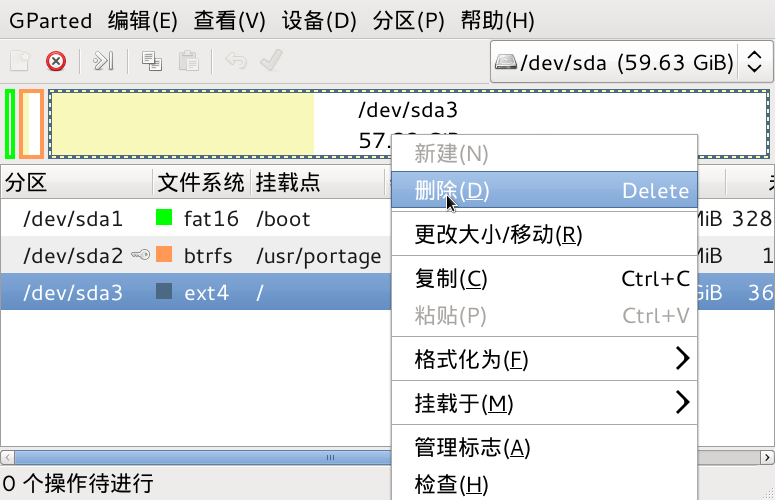 GParted 编辑(E) 查看(V) 设备(D) 分区(P) 帮助(H)
/dev/sda (59.63 GiB)
/dev/sda3
57.
新建(N)
分区 文件系统 挂载点
删除(D) Delete
/dev/sda1 fat16 /boot MiB 328
更改大小/移动(R)
/dev/sda2 btrfs /usr/portage MiB 1
复制(C) Ctrl+C
/dev/sda3 ext4 / GiB 36
粘贴(P) Ctrl+V
格式化为(F)
挂载于(M)
管理标志(A)
0 个操作待进行
检查(H)